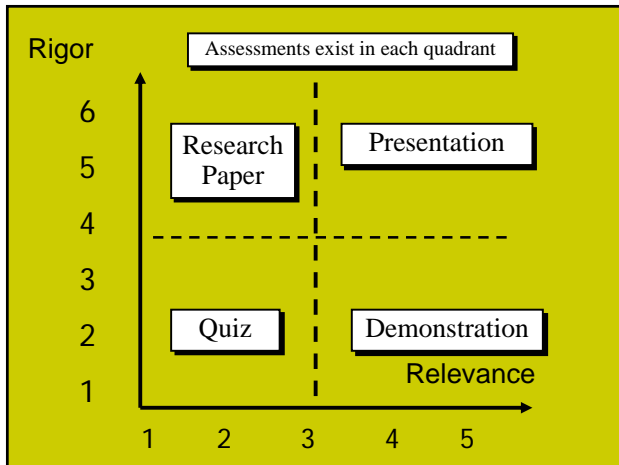 Rigor
Assessments exist in each quadrant
6
Research
Paper
Presentation
5
4
3
2
Quiz
Demonstration
1
Relevance
1 2 3 4 5